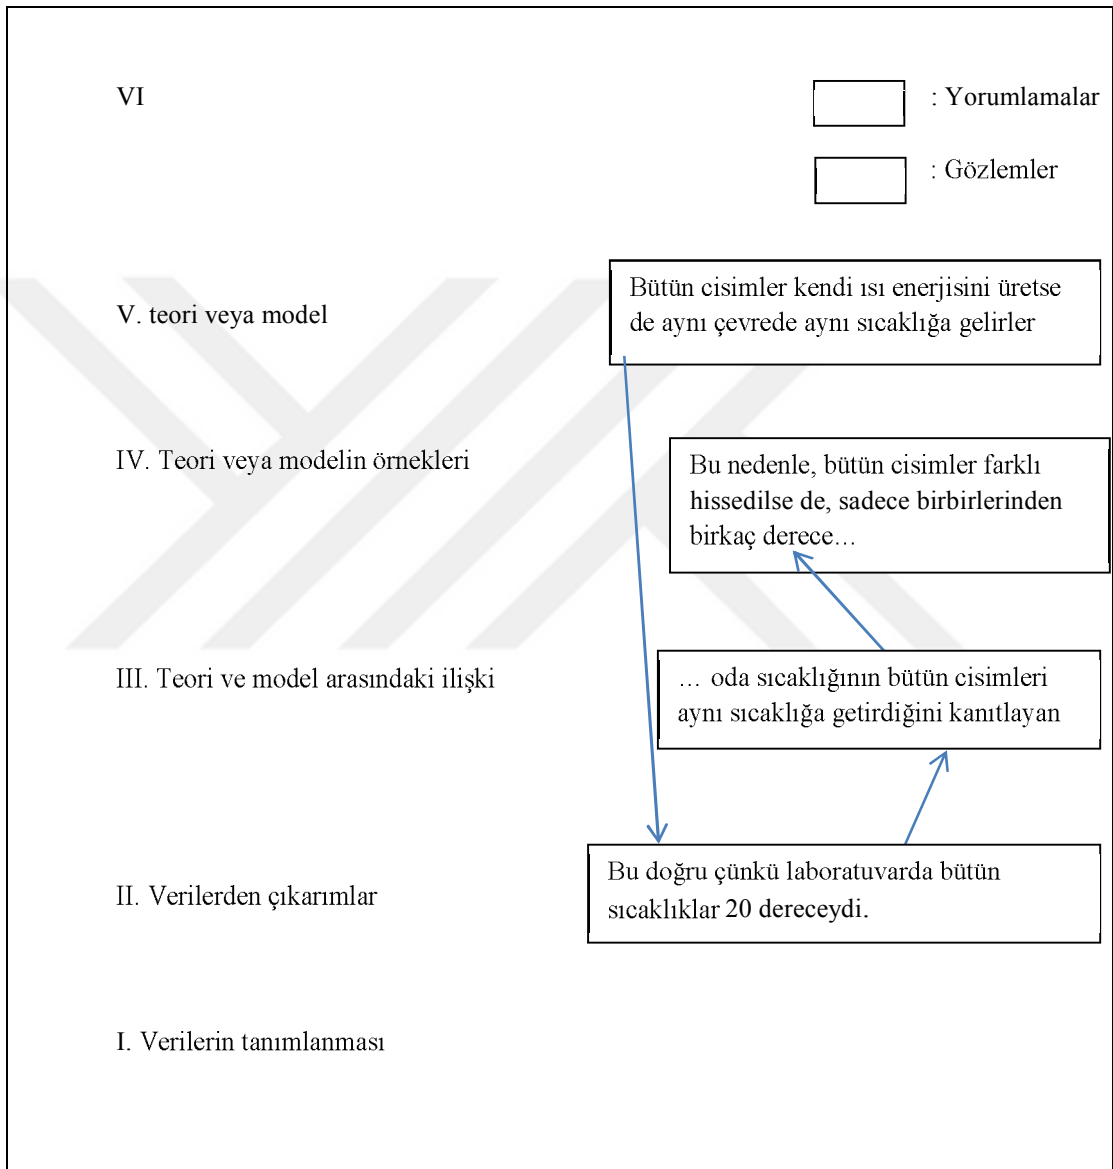 VI
: Yorumlamalar
: Gözlemler
V. teori veya model
Bütün cisimler kendi ısı enerjisini üretse
de aynı çevrede aynı sıcaklığa gelirler
IV. Teori veya modelin örnekleri
Bu nedenle, bütün cisimler farklı
hissedilse de, sadece birbirlerinden
birkaç derece…
III. Teori ve model arasındaki ilişki
… oda sıcaklığının bütün cisimleri
aynı sıcaklığa getirdiğini kanıtlayan
II. Verilerden çıkarımlar
Bu doğru çünkü laboratuvarda bütün
sıcaklıklar 20 dereceydi.
I. Verilerin tanımlanması